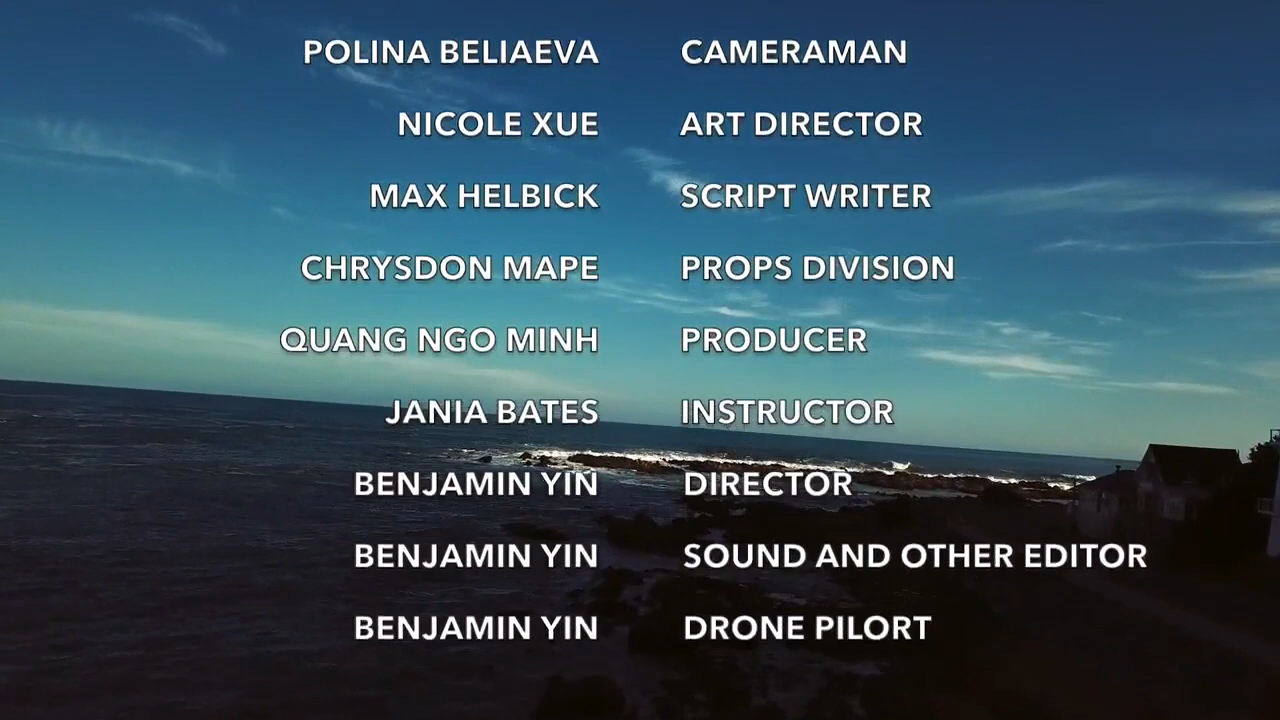 POLINA BELIAEVA CAMERAMAN
NICOLE XUE ART DIRECTOR
MAX HELBICK SCRIPT WRITER
CHRYSDON MAPE PROPS DIVISION
QUANG NGO MINH PRODUCER
JANIA BATES INSTRUCTOR
BENJAMIN YIN DIRECTOR
BENJAMIN YIN SOUND AND OTHER EDITOR
BENJAMIN YIN DRONE PILORT